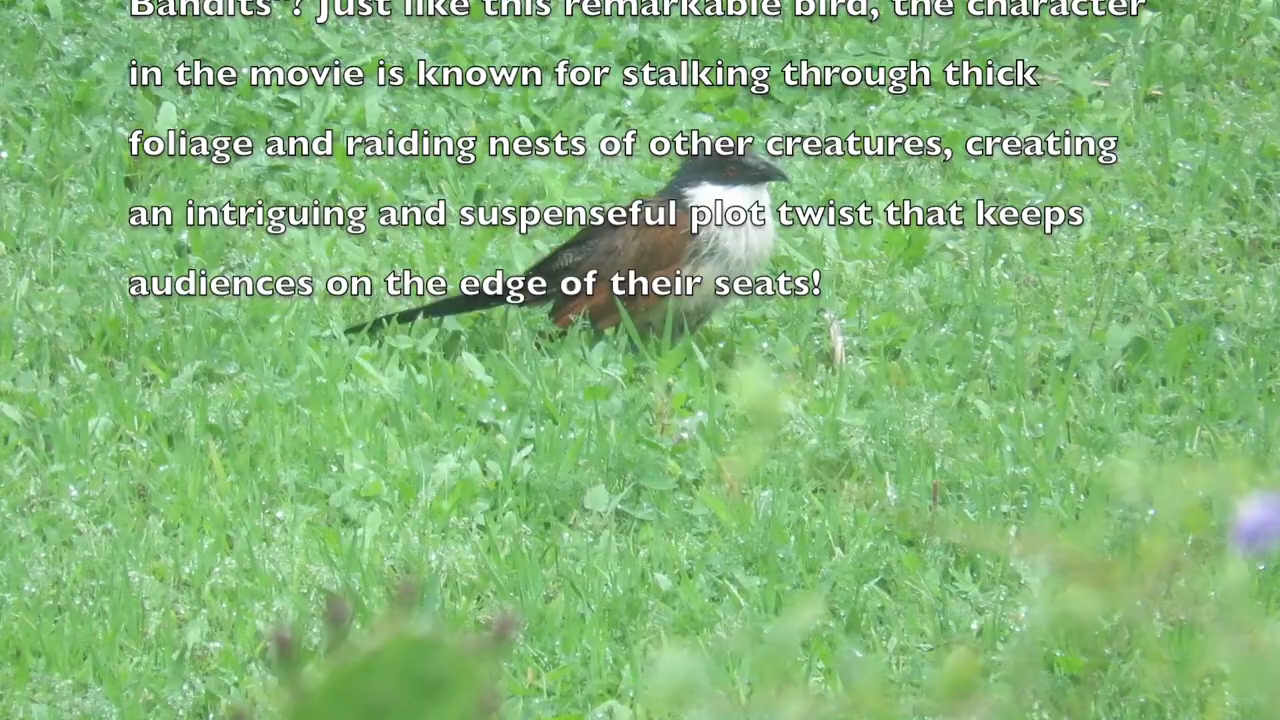 Bandits"? Just like this remarkable bird, the character
in the movie is known for stalking through thick
foliage and raiding nests of other creatures, creating
an intriguing and suspenseful plot twist that keeps
audiences on the edge of their seats!